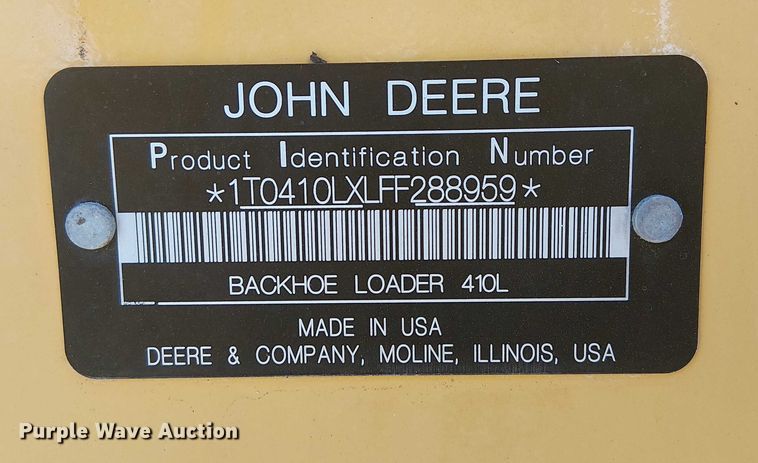 JOHN DEERE
Product Identification Number
*1T0410LXLFF288959*
BACKHOE LOADER 410L
MADE IN USA
DEERE & COMPANY, MOLINE, ILLINOIS, USA
Purple Wave Auction